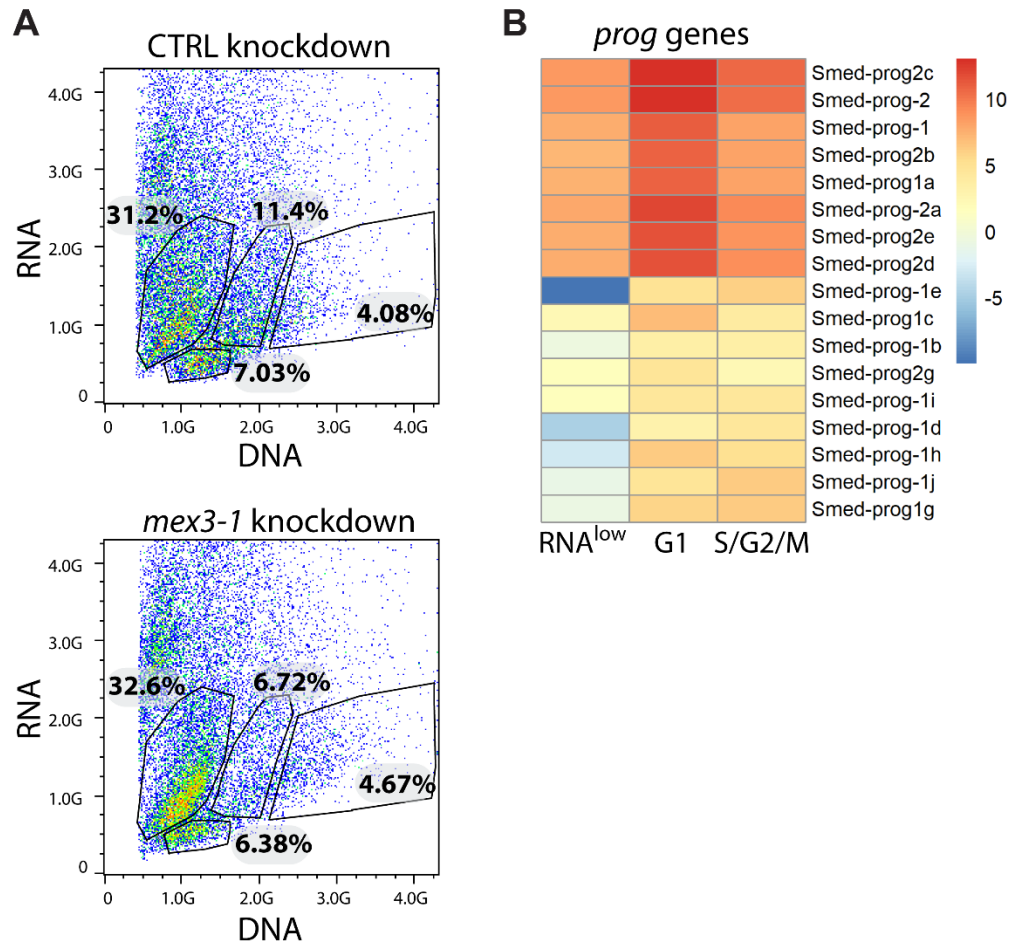 A
CTRL knockdown
4.0G
3.0G
2.0G
1.0G
0
RNA
31.2%
11.4%
4.08%
7.03%
0
1.0G
2.0G
3.0G
4.0G
DNA
mex3-1 knockdown
4.0G
3.0G
2.0G
1.0G
0
RNA
32.6%
6.72%
4.67%
6.38%
0
1.0G
2.0G
3.0G
4.0G
DNA
B
prog genes
Smed-prog2c
Smed-prog-2
Smed-prog-1
Smed-prog2b
Smed-prog1a
Smed-prog-2a
Smed-prog2e
Smed-prog2d
Smed-prog-1e
Smed-prog1c
Smed-prog-1b
Smed-prog2g
Smed-prog-1i
Smed-prog-1d
Smed-prog-1h
Smed-prog-1j
Smed-prog1g
RNAlow G1 S/G2/M
10
5
0
-5